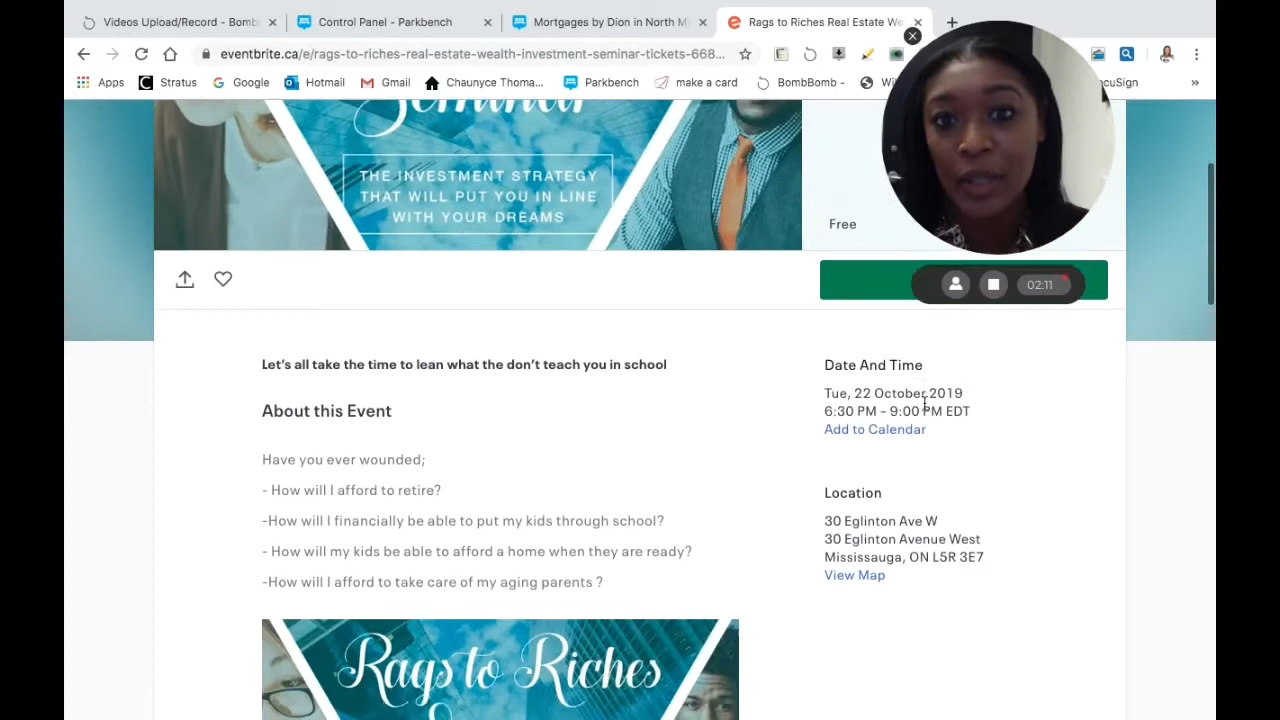 Videos Upload/Record - Bomb
Control Panel - Parkbench
Mortgages by Dion in North Mi
Rags to Riches Real Estate We
eventbrite.ca/e/rags-to-riches-real-estate-wealth-investment-seminar-tickets-668...
Apps
Stratus
Google
Hotmail
Gmail
Chaunyce Thoma...
Parkbench
make a card
BombBomb -
Wi
cuSign
»
Seminar
THE INVESTMENT STRATEGY
THAT WILL PUT YOU IN LINE
WITH YOUR DREAMS
Free
02:11
Let's all take the time to lean what the don't teach you in school
About this Event
Have you ever wounded;
- How will I afford to retire?
-How will I financially be able to put my kids through school?
- How will my kids be able to afford a home when they are ready?
-How will I afford to take care of my aging parents ?
Date And Time
Tue, 22 October 2019
6:30 PM – 9:00 PM EDT
Add to Calendar
Location
30 Eglinton Ave W
30 Eglinton Avenue West
Mississauga, ON L5R 3E7
View Map
Rags to Riches